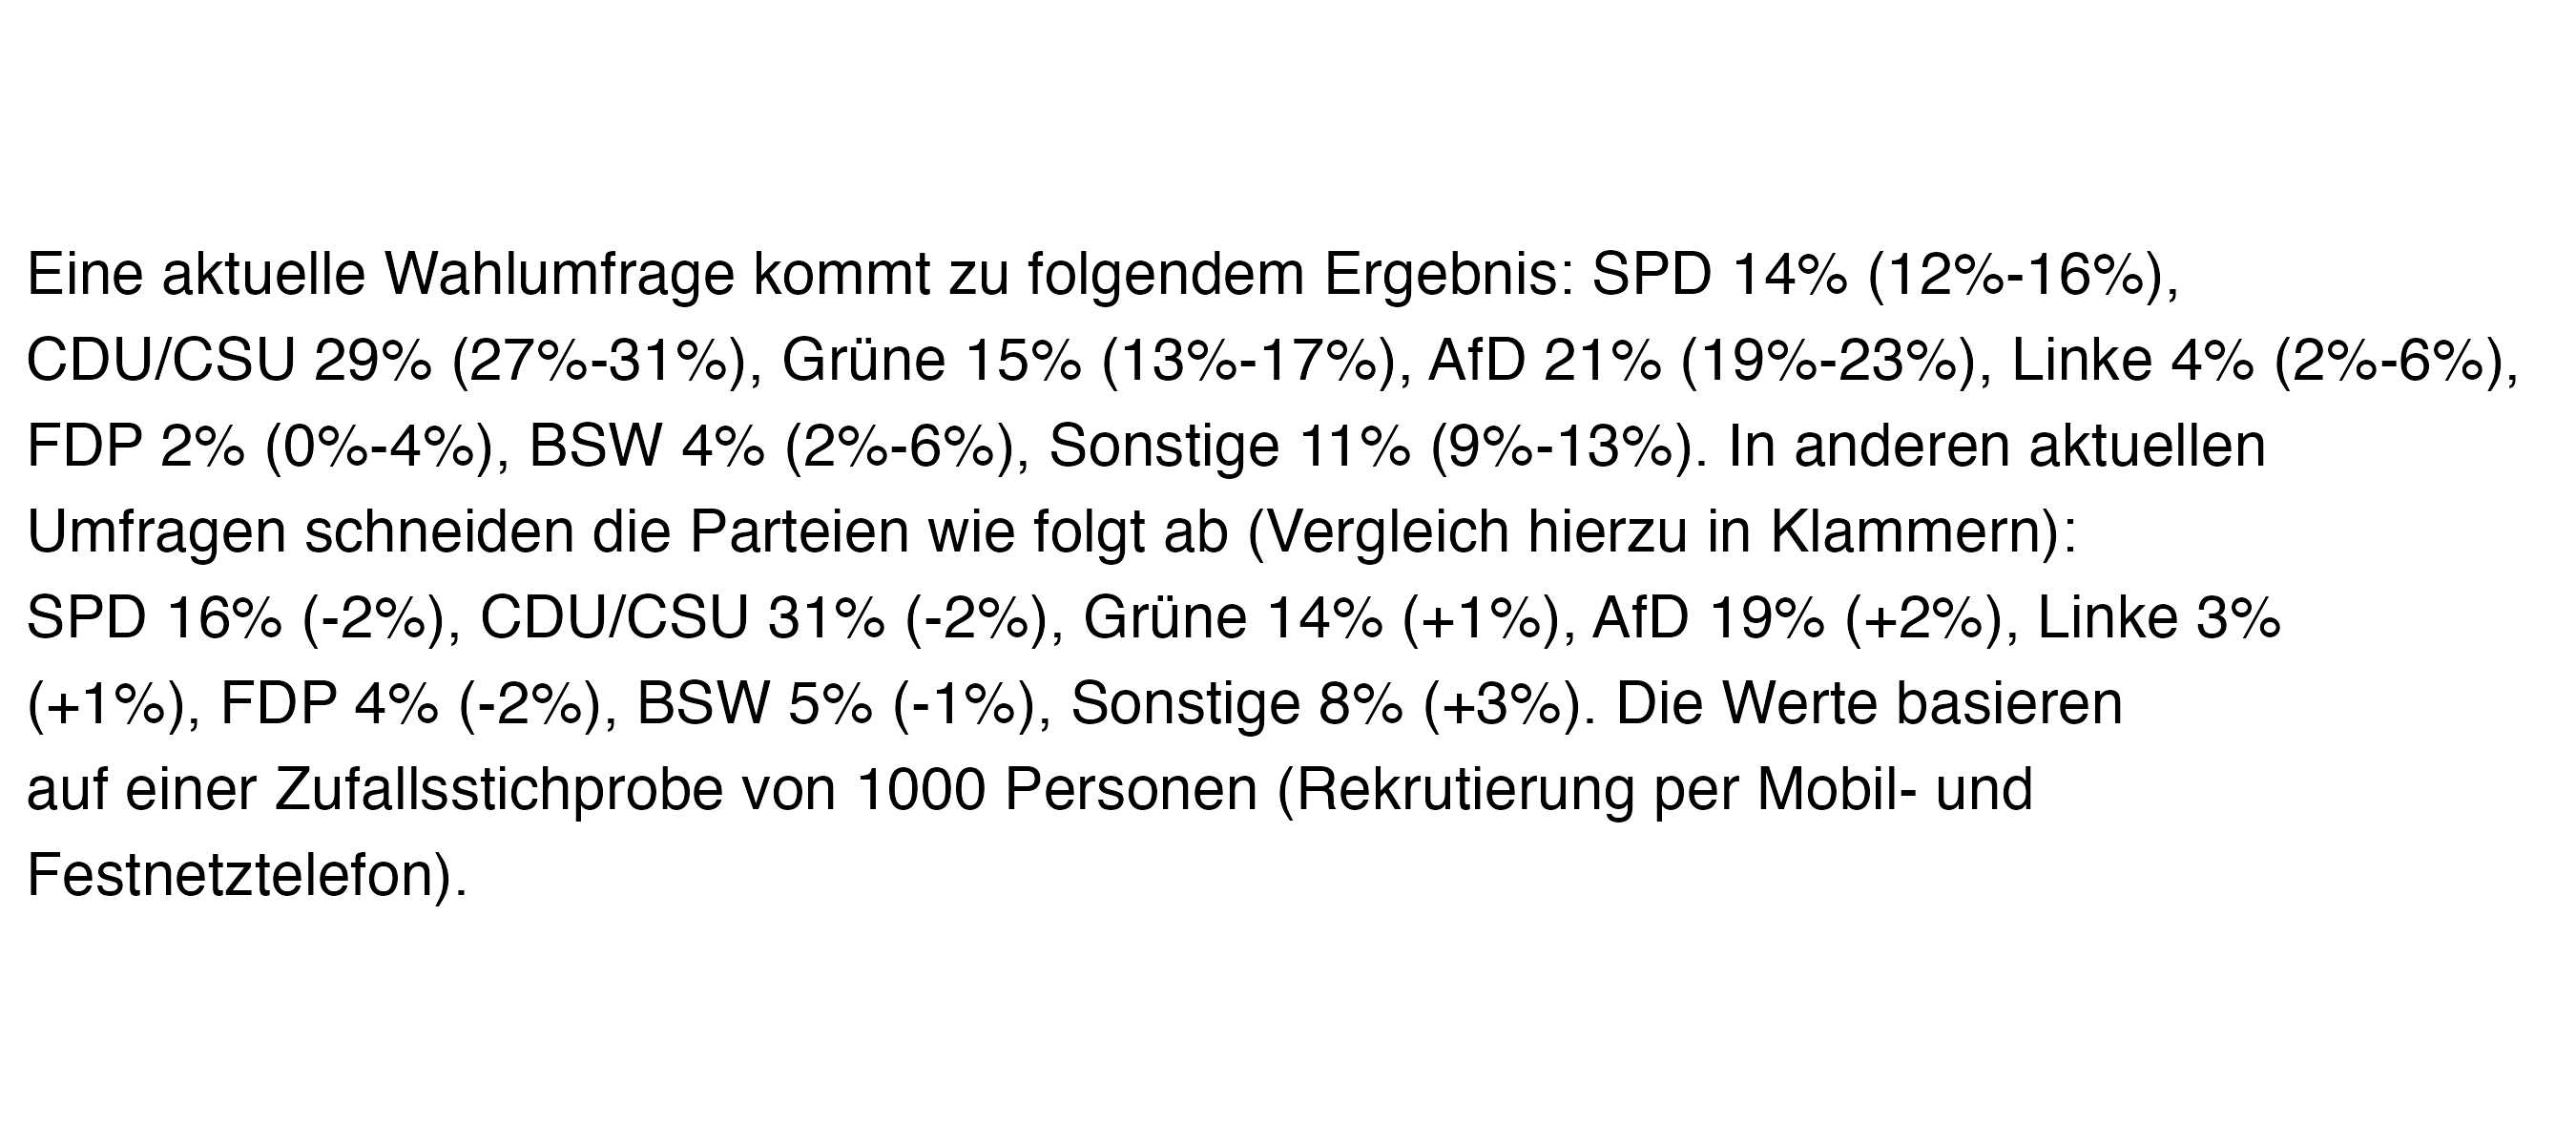 Eine aktuelle Wahlumfrage kommt zu folgendem Ergebnis: SPD 14% (12%-16%),
CDU/CSU 29% (27%-31%), Grüne 15% (13%-17%), AfD 21% (19%-23%), Linke 4% (2%-6%),
FDP 2% (0%-4%), BSW 4% (2%-6%), Sonstige 11% (9%-13%). In anderen aktuellen
Umfragen schneiden die Parteien wie folgt ab (Vergleich hierzu in Klammern):
SPD 16% (-2%), CDU/CSU 31% (-2%), Grüne 14% (+1%), AfD 19% (+2%), Linke 3%
(+1%), FDP 4% (-2%), BSW 5% (-1%), Sonstige 8% (+3%). Die Werte basieren
auf einer Zufallsstichprobe von 1000 Personen (Rekrutierung per Mobil- und
Festnetztelefon).